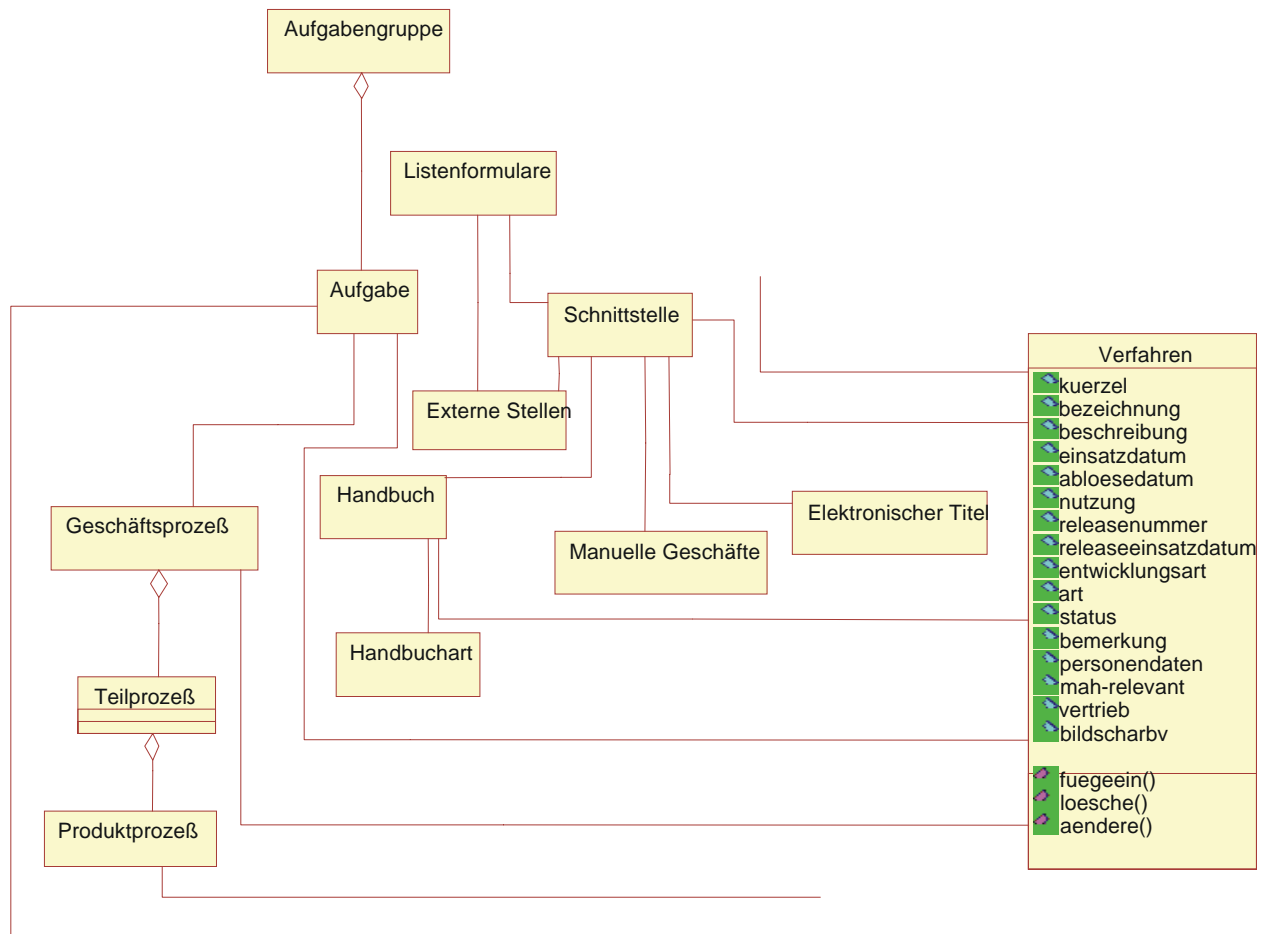 Aufgabengruppe
Listenformulare
Aufgabe
Schnittstelle
Verfahren
kuerzel
bezeichnung
beschreibung
einsatzdatum
abloesedatum
nutzung
releasenummer
releaseeinsatzdatum
entwicklungsart
art
status
bemerkung
personendaten
mah-relevant
vertrieb
bildscharbv
fuegeein()
loesche()
aendere()
Externe Stellen
Handbuch
Elektronischer Titel
Geschäftsprozeß
Manuelle Geschäfte
Handbuchart
Teilprozeß
Produktprozeß